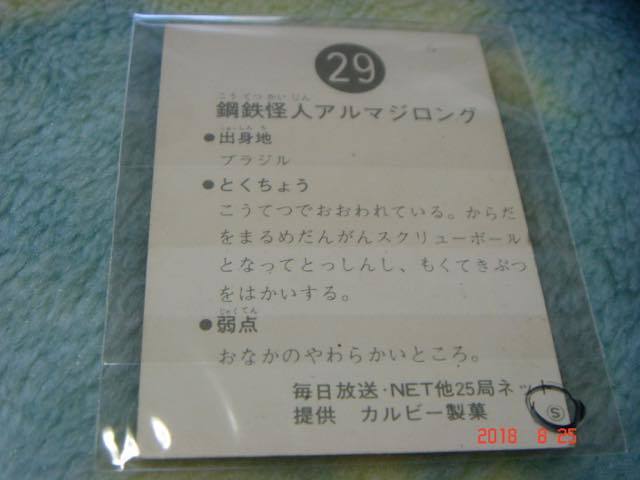 29
こうてつかいじん
鋼鉄怪人アルマジロング
しゅっしんち
●出身地
ブラジル
●とくちょう
こうてつでおおわれている。からだ
をまるめだんがんスクリューボール
となってとっしんし、もくてきぶつ
をはかいする。
じゃくてん
●弱点
おなかのやわらかいところ。
毎日放送・NET他25局ネット
提供 カルビー製菓 Ⓢ
2018 8 25